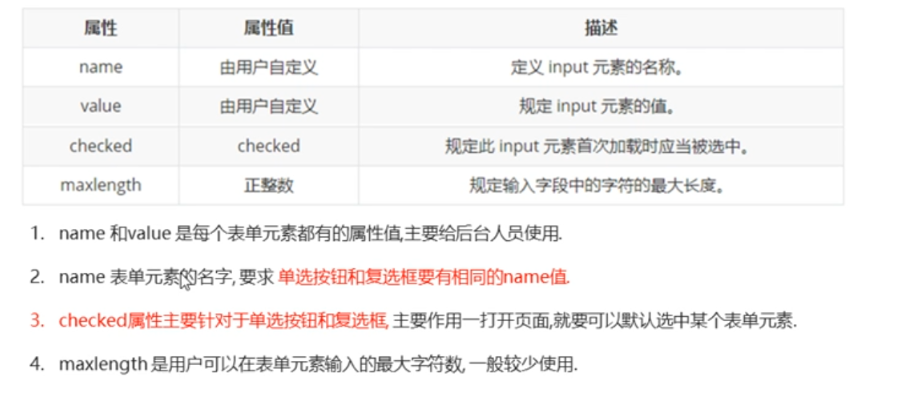 属性 属性值 描述
name 由用户自定义 定义 input 元素的名称。
value 由用户自定义 规定 input 元素的值。
checked checked 规定此 input 元素首次加载时应当被选中。
maxlength 正整数 规定输入字段中的字符的最大长度。
1. name 和value 是每个表单元素都有的属性值,主要给后台人员使用.
2. name 表单元素的名字, 要求 单选按钮和复选框要有相同的name值.
3. checked属性主要针对于单选按钮和复选框, 主要作用一打开页面,就要可以默认选中某个表单元素.
4. maxlength 是用户可以在表单元素输入的最大字符数, 一般较少使用.